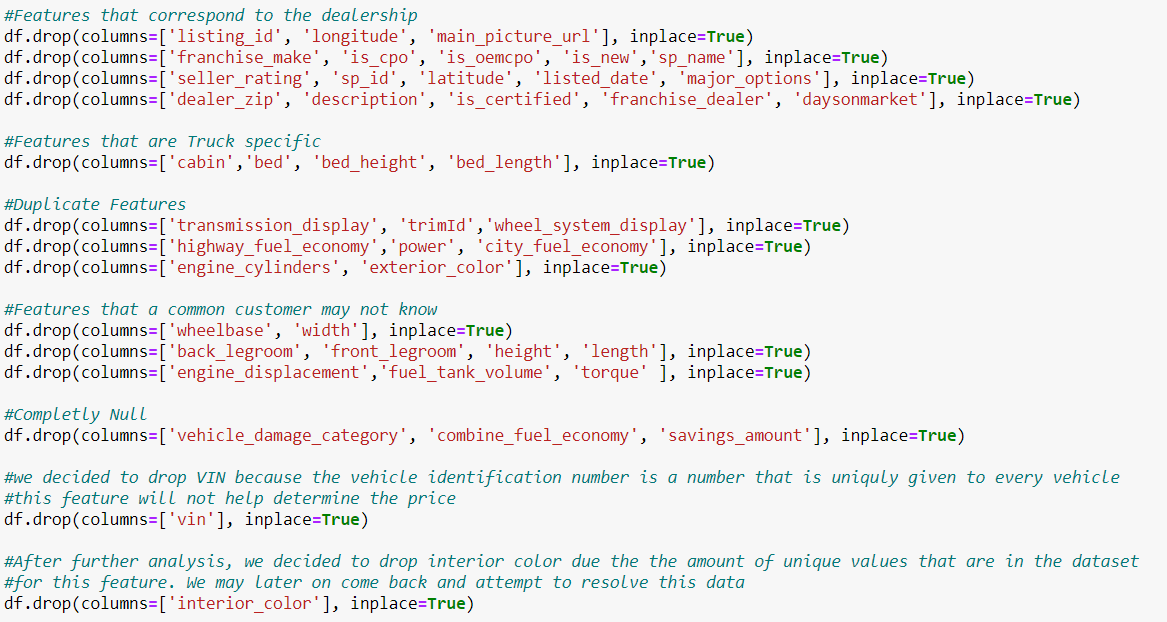 #Features that correspond to the dealership
df.drop(columns=['listing_id', 'longitude', 'main_picture_url'], inplace=True)
df.drop(columns=['franchise_make', 'is_cpo', 'is_oemcpo', 'is_new','sp_name'], inplace=True)
df.drop(columns=['seller_rating', 'sp_id', 'latitude', 'listed_date', 'major_options'], inplace=True)
df.drop(columns=['dealer_zip', 'description', 'is_certified', 'franchise_dealer', 'daysonmarket'], inplace=True)
#Features that are Truck specific
df.drop(columns=['cabin','bed', 'bed_height', 'bed_length'], inplace=True)
#Duplicate Features
df.drop(columns=['transmission_display', 'trimId','wheel_system_display'], inplace=True)
df.drop(columns=['highway_fuel_economy','power', 'city_fuel_economy'], inplace=True)
df.drop(columns=['engine_cylinders', 'exterior_color'], inplace=True)
#Features that a common customer may not know
df.drop(columns=['wheelbase', 'width'], inplace=True)
df.drop(columns=['back_legroom', 'front_legroom', 'height', 'length'], inplace=True)
df.drop(columns=['engine_displacement','fuel_tank_volume', 'torque' ], inplace=True)
#Completly Null
df.drop(columns=['vehicle_damage_category', 'combine_fuel_economy', 'savings_amount'], inplace=True)
#we decided to drop VIN because the vehicle identification number is a number that is uniquly given to every vehicle
#this feature will not help determine the price
df.drop(columns=['vin'], inplace=True)
#After further analysis, we decided to drop interior color due the the amount of unique values that are in the dataset
#for this feature. We may later on come back and attempt to resolve this data
df.drop(columns=['interior_color'], inplace=True)